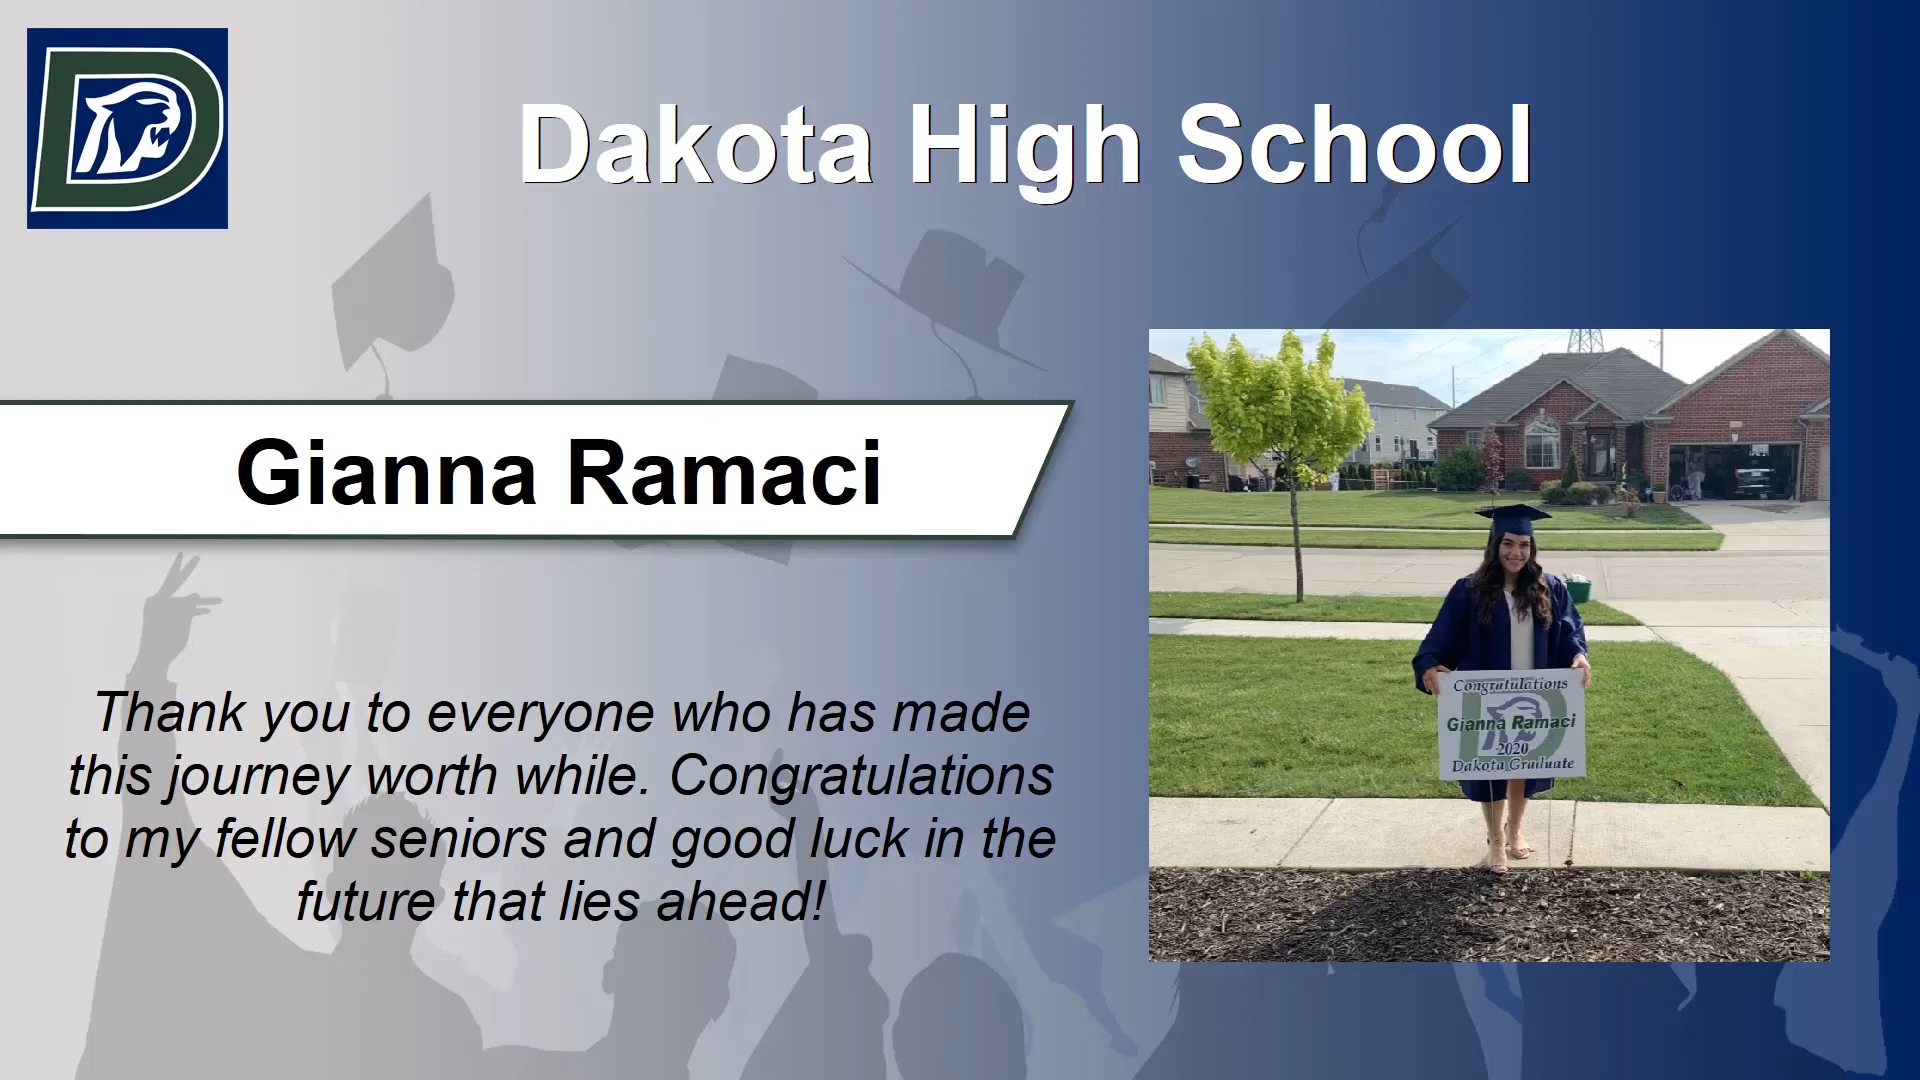 Dakota High School
Gianna Ramaci
Thank you to everyone who has made
this journey worth while. Congratulations
to my fellow seniors and good luck in the
future that lies ahead!
Congratulations
Gianna Ramaci
2020
Dakota Graduate